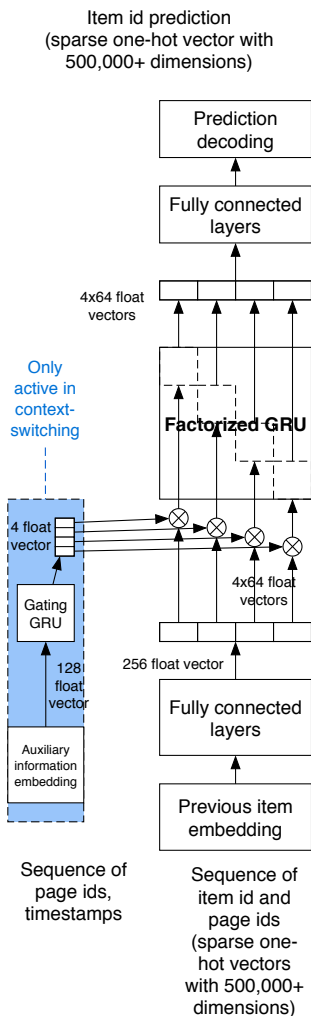 Item id prediction
(sparse one-hot vector with
500,000+ dimensions)
Prediction
decoding
Fully connected
layers
4x64 float
vectors
Only
active in
context-
switching
Factorized GRU
4 float
vector
Gating
GRU
4x64 float
vectors
128
float
vector
256 float vector
Fully connected
layers
Auxiliary
information
embedding
Previous item
embedding
Sequence of
page ids,
timestamps
Sequence of
item id and
page ids
(sparse one-
hot vectors
with 500,000+
dimensions)